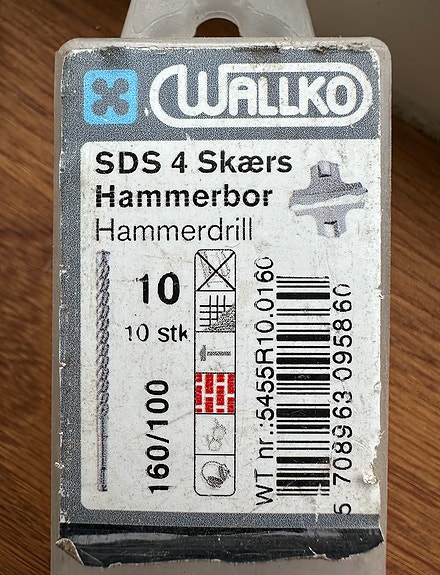 WALLKO
SDS 4 Skærs
Hammerbor
Hammerdrill
10
10 stk
160/100
WT nr.:5455R10.0160
5 708963 095860